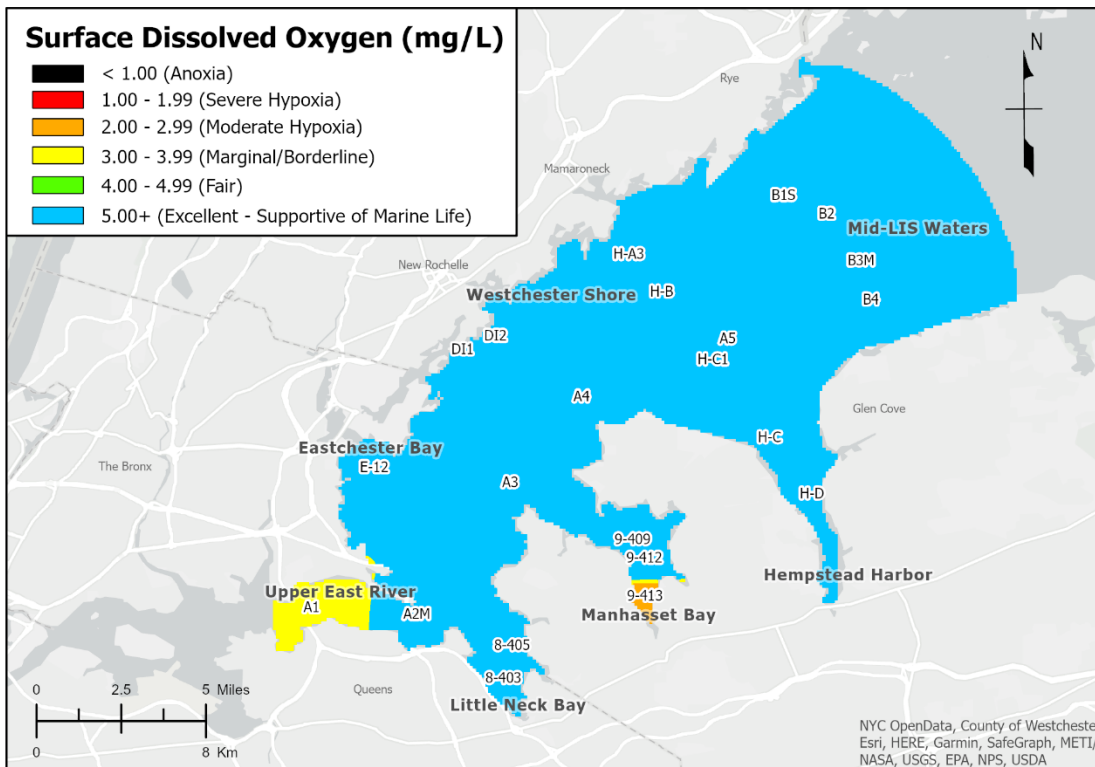 Surface Dissolved Oxygen (mg/L)
< 1.00 (Anoxia)
1.00 - 1.99 (Severe Hypoxia)
2.00 - 2.99 (Moderate Hypoxia)
3.00 - 3.99 (Marginal/Borderline)
4.00 - 4.99 (Fair)
5.00+ (Excellent - Supportive of Marine Life)
N
Rye
Mamaroneck
B1S
B2
Mid-LIS Waters
H-A3
B3M
New Rochelle
Westchester Shore
H-B
B4
DI2
DI1
A5
H-C1
A4
Glen Cove
H-C
Eastchester Bay
The Bronx
E-12
A3
H-D
9-409
9-412
Hempstead Harbor
Upper East River
9-413
A1
A2M
Manhasset Bay
8-405
8-403
Queens
Little Neck Bay
0 2.5 5 Miles
0 8 Km
NYC OpenData, County of Westcheste
Esri, HERE, Garmin, SafeGraph, METI/
NASA, USGS, EPA, NPS, USDA